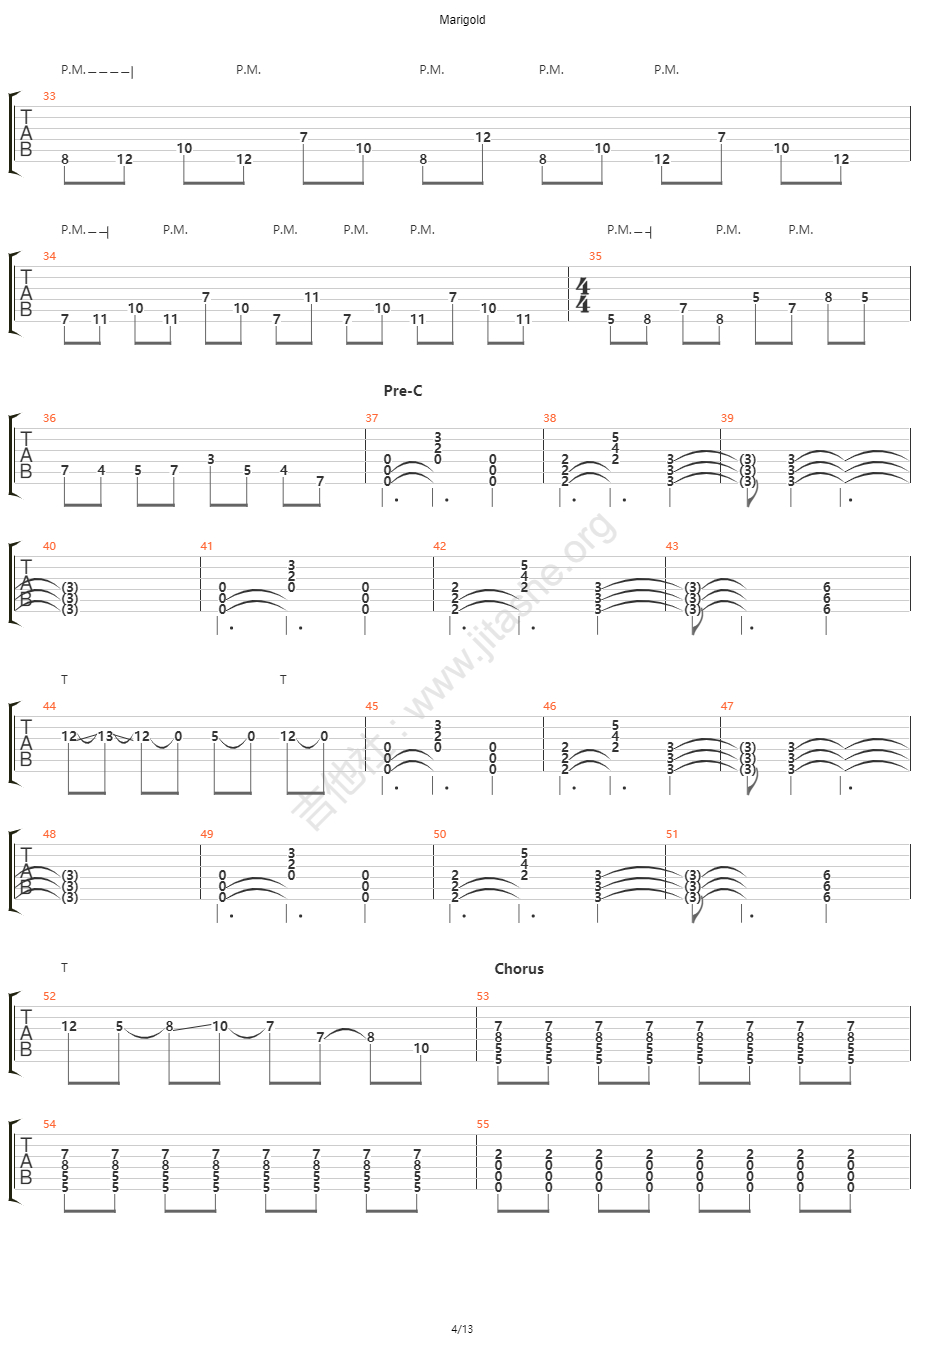 Marigold
P.M. P.M. P.M. P.M. P.M.
33
T
A 7 12 7
B 10 10 10 10
8 12 12 8 8 12 12
P.M. P.M. P.M. P.M. P.M. P.M. P.M. P.M.
34 35
T
A 7 11 7 4 5 8 5
B 10 10 10 10 4 7 7
7 11 11 7 7 11 11 5 8 8
Pre-C
36 37 38 39
T 3 5
2 4
A 3 0 0 0 2 2 3 (3) 3
B 7 4 5 7 5 4 0 0 2 3 (3) 3
7 0 0 2 3 (3) 3
40 41 42 43
T 3 5
2 4
A (3) 0 0 0 2 2 3 (3) 6
B (3) 0 0 2 3 (3) 6
(3) 0 0 2 3 (3) 6
T T
44 45 46 47
T 3 5
12 13 12 0 5 0 12 0 2 4
A 0 0 0 2 2 3 (3) 3
B 0 0 2 3 (3) 3
0 0 2 3 (3) 3
48 49 50 51
T 3 5
2 4
A (3) 0 0 0 2 2 3 (3) 6
B (3) 0 0 2 3 (3) 6
(3) 0 0 2 3 (3) 6
T Chorus
52 53
T 12 5 8 10 7 7 7 7 7 7 7 7 7
A 7 8 8 8 8 8 8 8 8 8
B 10 5 5 5 5 5 5 5 5
5 5 5 5 5 5 5 5
54 55
T 7 7 7 7 7 7 7 7 2 2 2 2 2 2 2 2
A 8 8 8 8 8 8 8 8 0 0 0 0 0 0 0 0
B 5 5 5 5 5 5 5 5 0 0 0 0 0 0 0 0
5 5 5 5 5 5 5 5 0 0 0 0 0 0 0 0
吉他社：www.jitashe.org
4/13